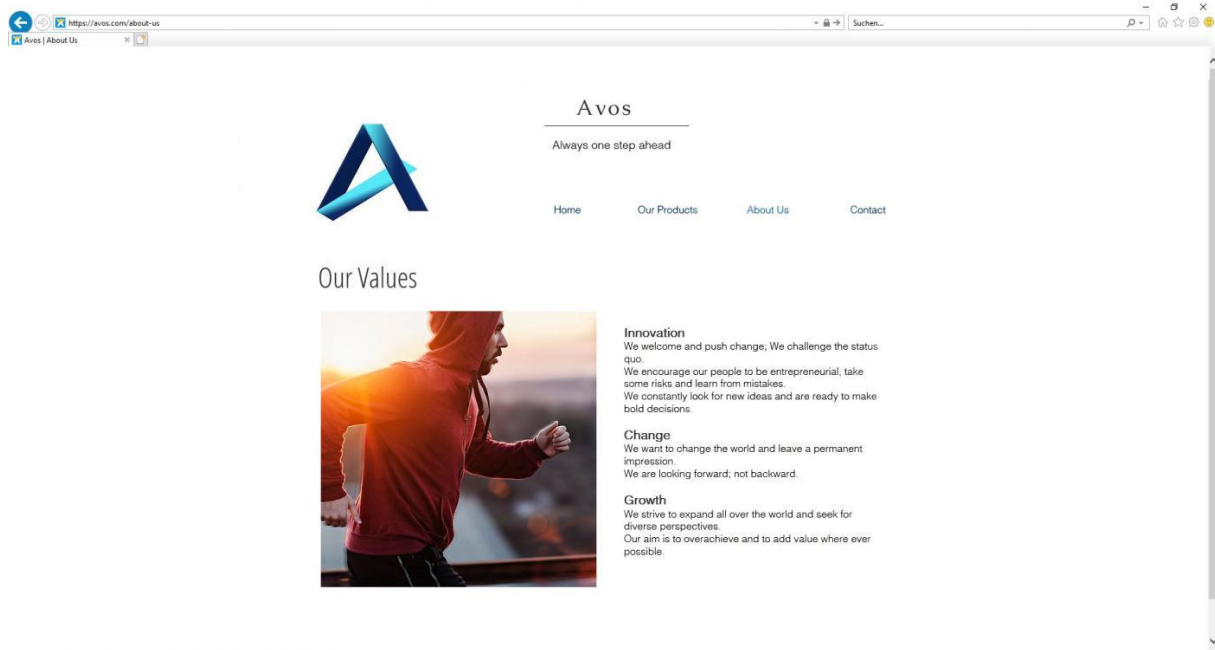 https://avos.com/about-us
Suchen...
Avos | About Us
Avos
Always one step ahead
Home Our Products About Us Contact
Our Values
Innovation
We welcome and push change; We challenge the status
quo.
We encourage our people to be entrepreneurial, take
some risks and learn from mistakes.
We constantly look for new ideas and are ready to make
bold decisions.
Change
We want to change the world and leave a permanent
impression.
We are looking forward; not backward.
Growth
We strive to expand all over the world and seek for
diverse perspectives.
Our aim is to overachieve and to add value where ever
possible.